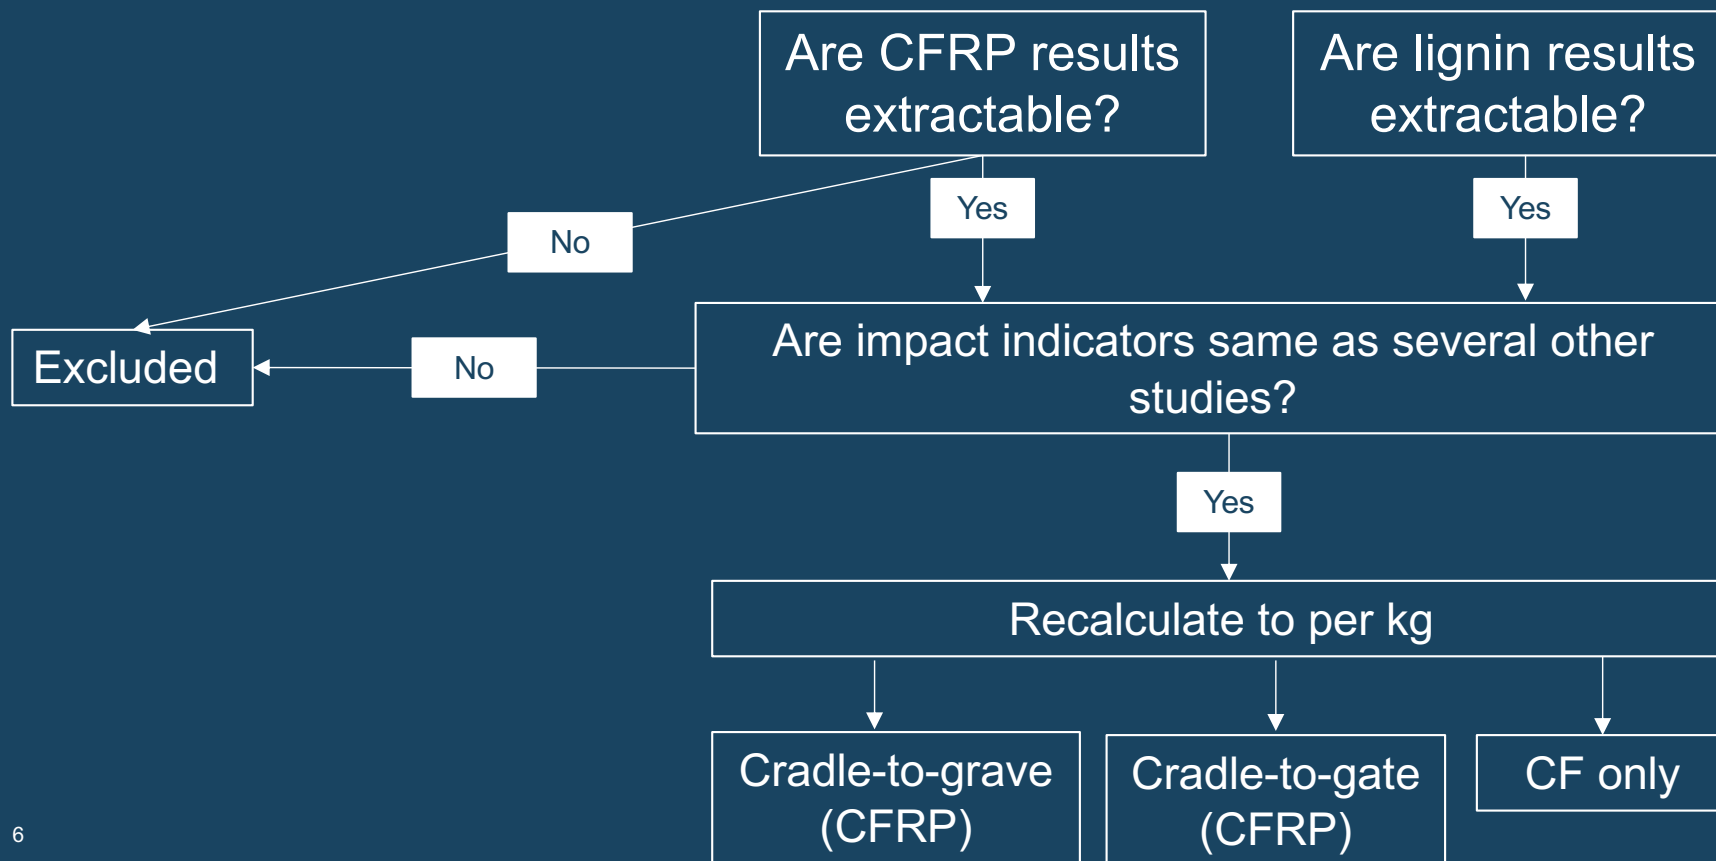 Are CFRP results
extractable?
Are lignin results
extractable?
Yes
Yes
No
Are impact indicators same as several other
studies?
Excluded
No
Yes
Recalculate to per kg
Cradle-to-grave
(CFRP)
Cradle-to-gate
(CFRP)
CF only
6